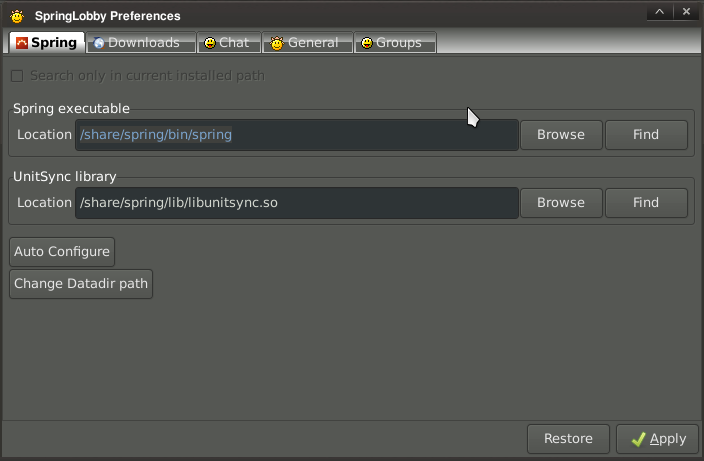 SpringLobby Preferences
Spring Downloads Chat General Groups
Search only in current installed path
Spring executable
Location /share/spring/bin/spring Browse Find
UnitSync library
Location /share/spring/lib/libunitsync.so Browse Find
Auto Configure
Change Datadir path
Restore Apply